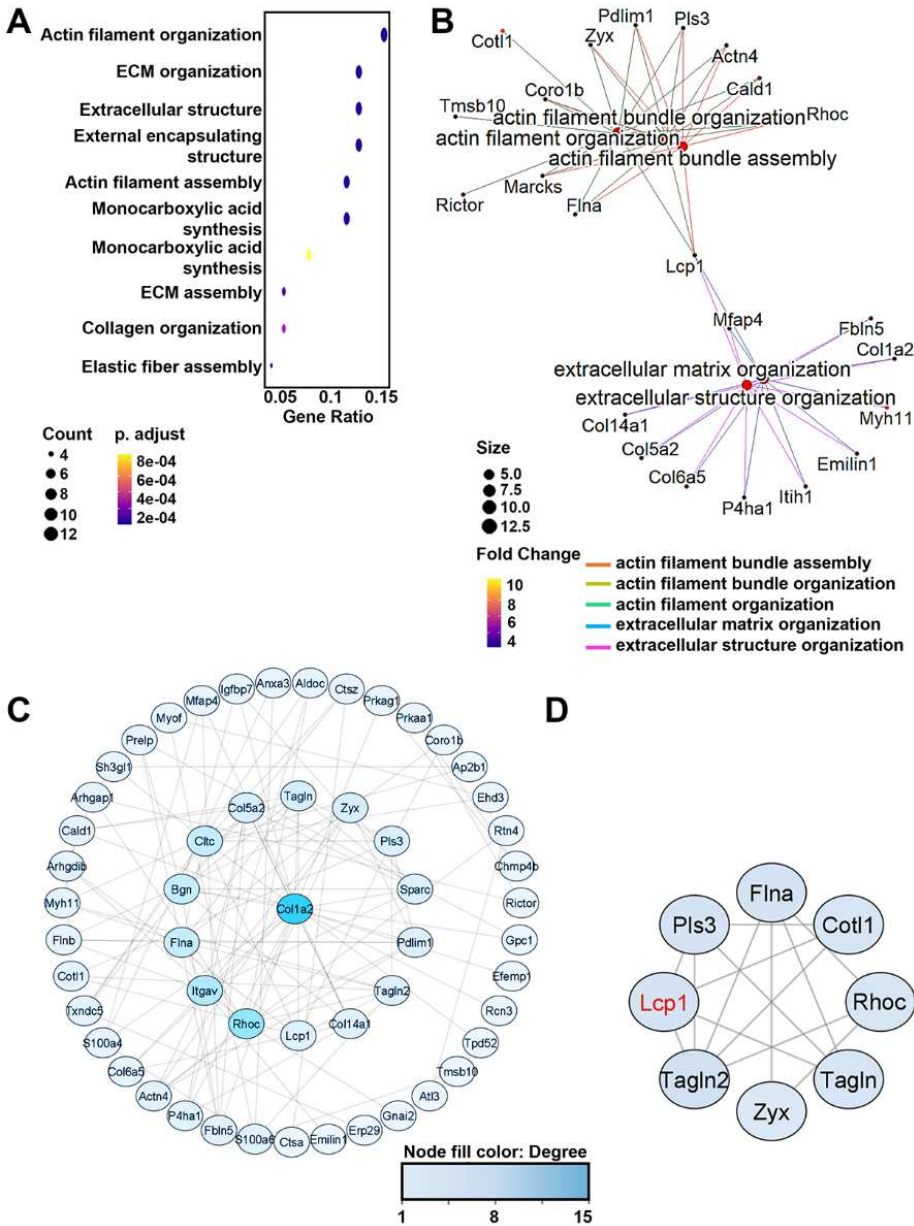 A
Actin filament organization
ECM organization
Extracellular structure
External encapsulating
structure
Actin filament assembly
Monocarboxylic acid
synthesis
Monocarboxylic acid
synthesis
ECM assembly
Collagen organization
Elastic fiber assembly
0.05 0.1 0.15
Gene Ratio
Count
4
6
8
10
12
p. adjust
8e-04
6e-04
4e-04
2e-04
B
Pdlim1
Pls3
Cotl1
Zyx
Actn4
Coro1b
Cald1
Tmsb10
actin filament bundle organization
Rhoc
actin filament organization
actin filament bundle assembly
Marcks
Rictor
Flna
Lcp1
Mfap4
Fbln5
Col1a2
extracellular matrix organization
extracellular structure organization
Col14a1
Myh11
Col5a2
Emilin1
Col6a5
P4ha1
Itih1
Size
5.0
7.5
10.0
12.5
Fold Change
10
8
6
4
actin filament bundle assembly
actin filament bundle organization
actin filament organization
extracellular matrix organization
extracellular structure organization
C
Igfbp7
Anxa3
Aldoc
Ctsz
Mfap4
Prkag1
Myof
Prkaa1
Prelp
Coro1b
Sh3gl1
Ap2b1
Arhgap1
Ehd3
Cald1
Rtn4
Arhgdib
Chmp4b
Myh11
Rictor
Flnb
Gpc1
Cotl1
Efemp1
Txndc5
Rcn3
S100a4
Tpd52
Col6a5
Tmsb10
Actn4
Atl3
P4ha1
Gnai2
Fbln5
Erp29
S100a6
Ctsa
Emilin1
Tagln
Col5a2
Zyx
Cltc
Pls3
Bgn
Sparc
Col1a2
Flna
Pdlim1
Itgav
Tagln2
Rhoc
Lcp1
Col14a1
Node fill color: Degree
1 8 15
D
Flna
Pls3
Cotl1
Lcp1
Rhoc
Tagln2
Tagln
Zyx